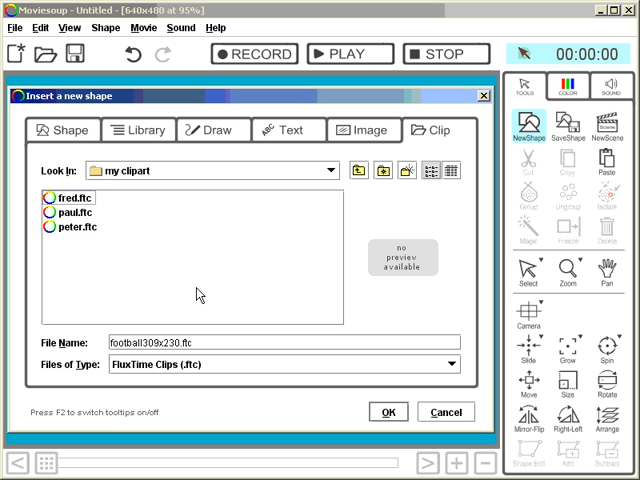 Moviesoup - Untitled - [640x480 at 95%]
File Edit View Shape Movie Sound Help
RECORD PLAY STOP 00:00:00
Insert a new shape
TOOLS COLOR SOUND
Shape Library Draw Text Image Clip
NewShape SaveShape NewScene
Look In: my clipart
Cut Copy Paste
fred.ftc
paul.ftc
peter.ftc
Group Ungroup Isolate
Magic Freeze Delete
no
preview
available
Select Zoom Pan
Camera
File Name: football309x230.ftc
Slide Grow Spin
Files of Type: FluxTime Clips (.ftc)
Move Size Rotate
Press F2 to switch tooltips on/off OK Cancel
Mirror-Flip Right-Left Arrange
Shape Edit Add Subtract